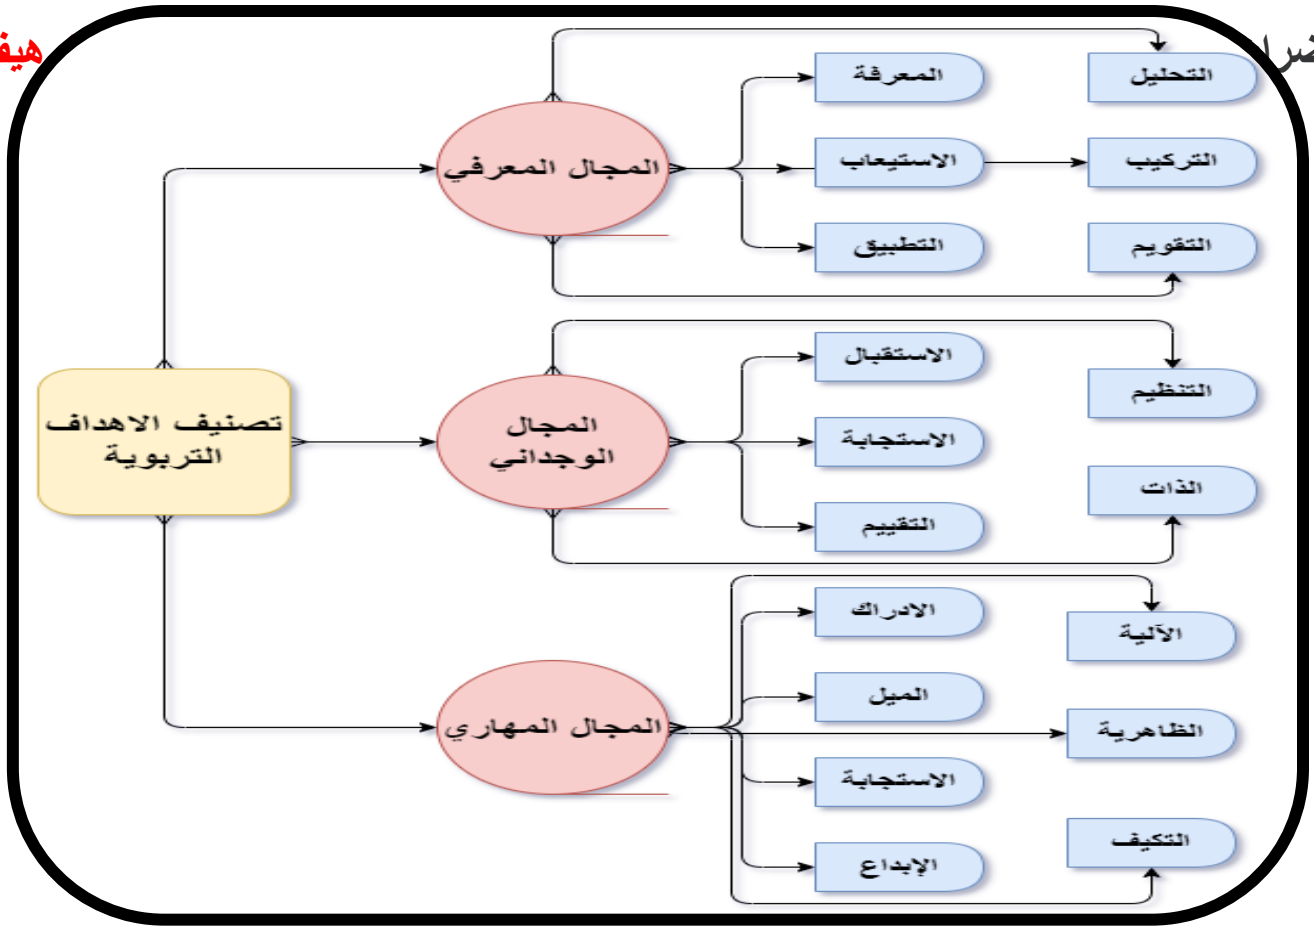 المعرفة
التحليل
المجال المعرفي
الاستيعاب
التركيب
التطبيق
التقويم
تصنيف الاهداف
التربوية
المجال
الوجداني
الاستقبال
التنظيم
الاستجابة
الذات
التقييم
المجال المهاري
الادراك
الآلية
الميل
الظاهرية
الاستجابة
التكيف
الإبداع